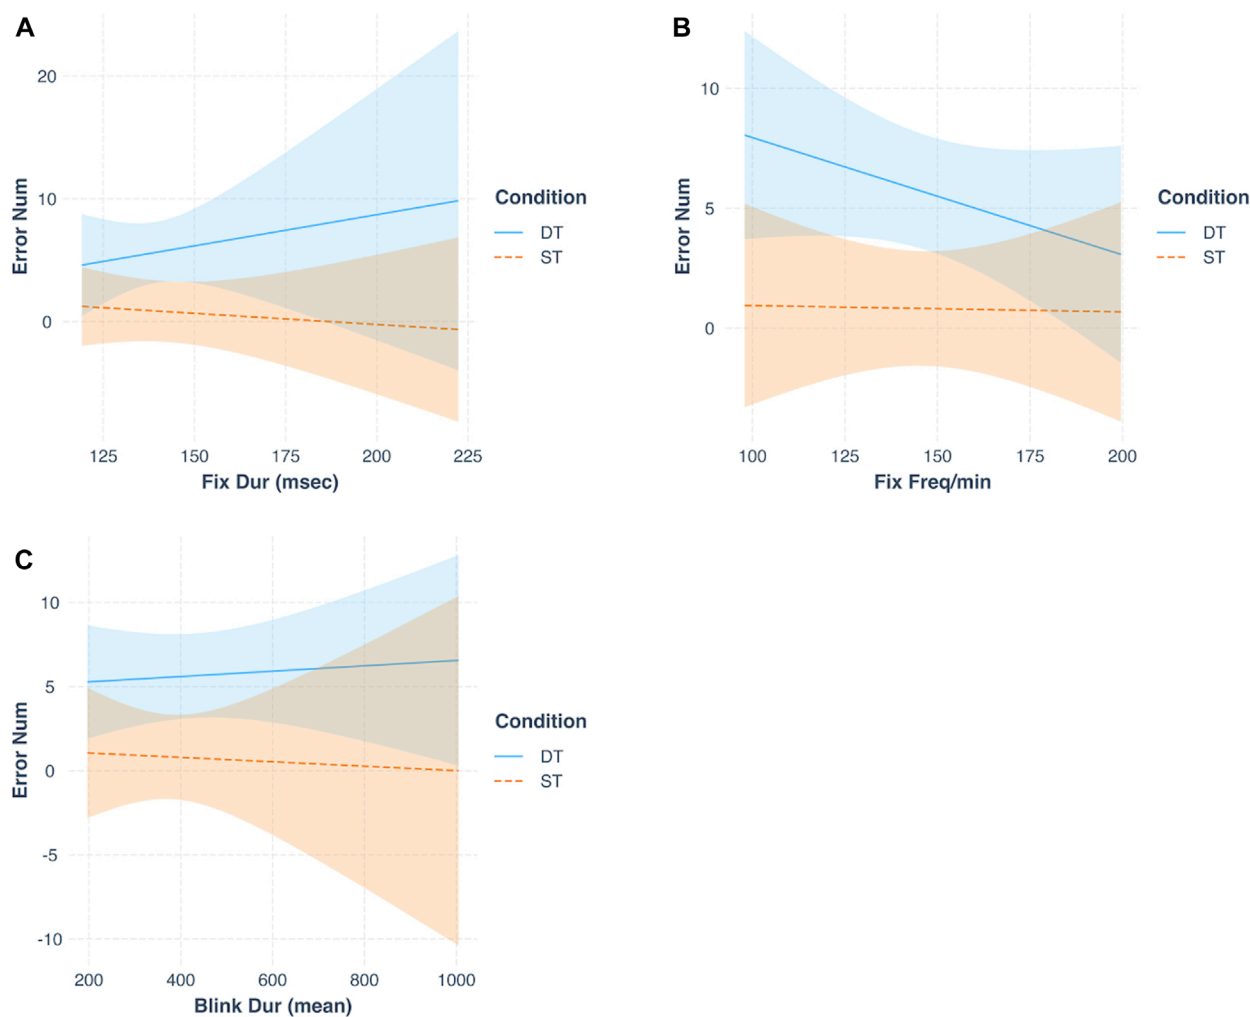 A
20
10
0
Error Num
125 150 175 200 225
Fix Dur (msec)
Condition
DT
ST
B
10
5
0
Error Num
100 125 150 175 200
Fix Freq/min
Condition
DT
ST
C
10
5
0
-5
-10
Error Num
200 400 600 800 1000
Blink Dur (mean)
Condition
DT
ST